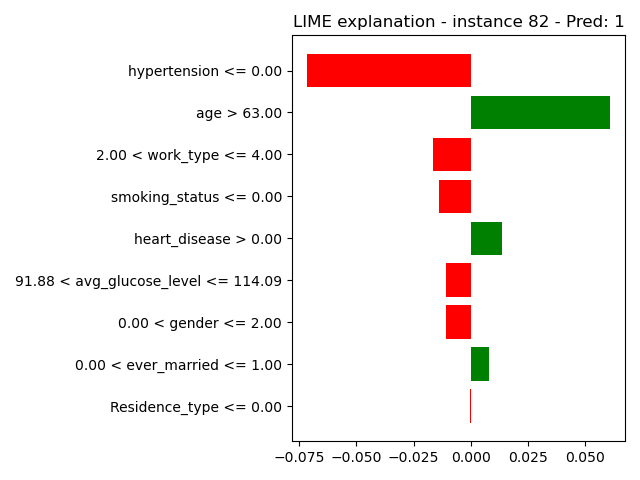 LIME explanation - instance 82 - Pred: 1
hypertension <= 0.00
age > 63.00
2.00 < work_type <= 4.00
smoking_status <= 0.00
heart_disease > 0.00
91.88 < avg_glucose_level <= 114.09
0.00 < gender <= 2.00
0.00 < ever_married <= 1.00
Residence_type <= 0.00
−0.075 −0.050 −0.025 0.000 0.025 0.050